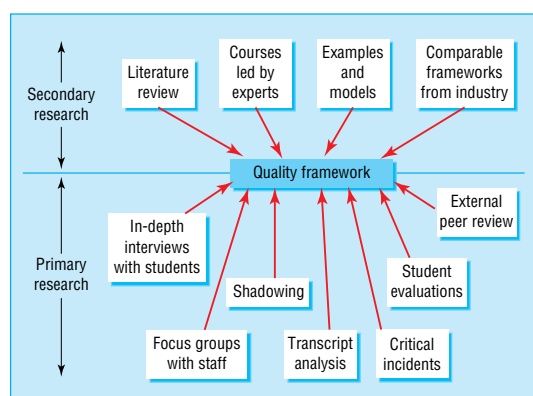 Secondary
research
Literature
review
Courses
led by
experts
Examples
and
models
Comparable
frameworks
from industry
Quality framework
Primary
research
In-depth
interviews
with students
External
peer review
Shadowing
Student
evaluations
Focus groups
with staff
Transcript
analysis
Critical
incidents